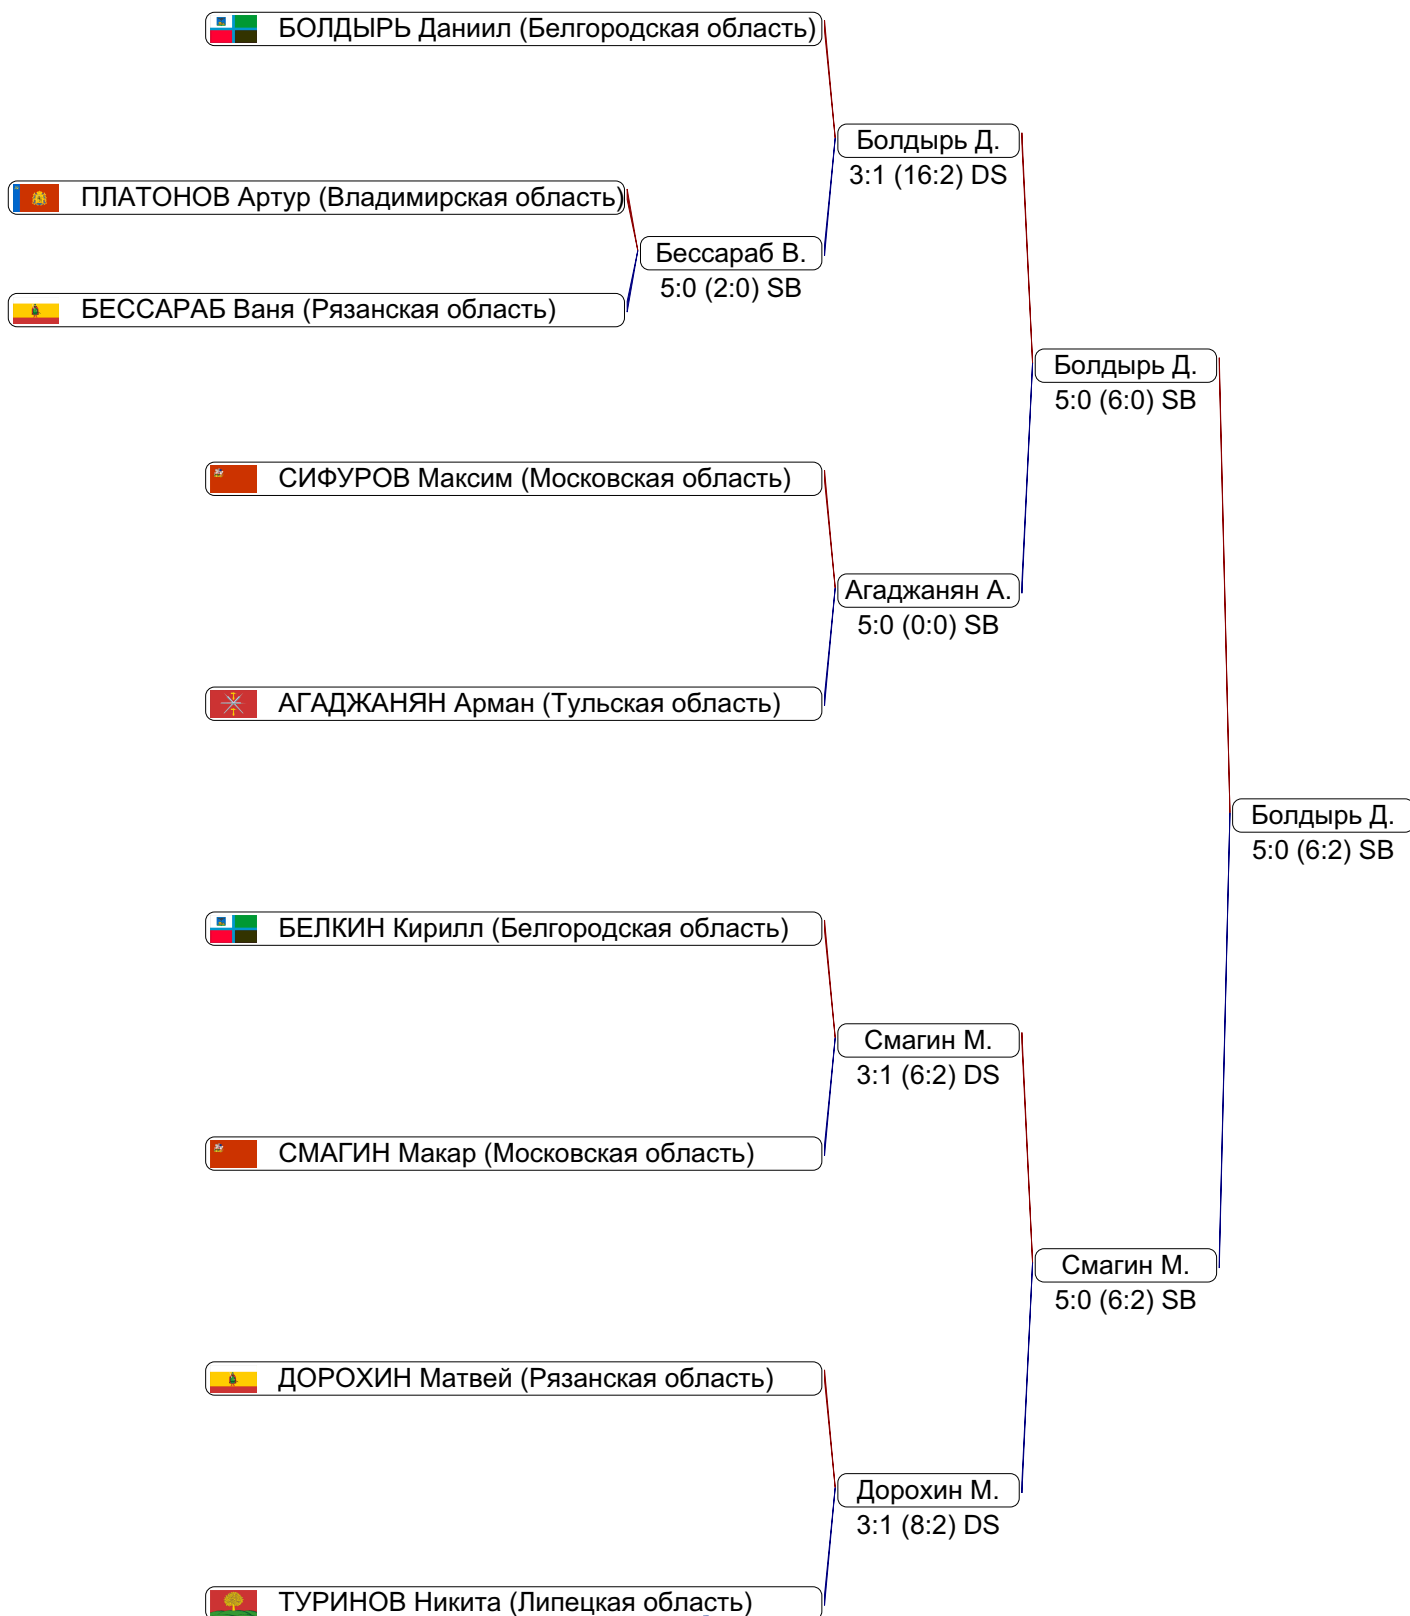 БОЛДЫРЬ Даниил (Белгородская область)
Болдырь Д.
3:1 (16:2) DS
ПЛАТОНОВ Артур (Владимирская область)
Бессараб В.
5:0 (2:0) SB
БЕССАРАБ Ваня (Рязанская область)
Болдырь Д.
5:0 (6:0) SB
СИФУРОВ Максим (Московская область)
Агаджанян А.
5:0 (0:0) SB
АГАДЖАНЯН Арман (Тульская область)
Болдырь Д.
5:0 (6:2) SB
БЕЛКИН Кирилл (Белгородская область)
Смагин М.
3:1 (6:2) DS
СМАГИН Макар (Московская область)
Смагин М.
5:0 (6:2) SB
ДОРОХИН Матвей (Рязанская область)
Дорохин М.
3:1 (8:2) DS
ТУРИНОВ Никита (Липецкая область)